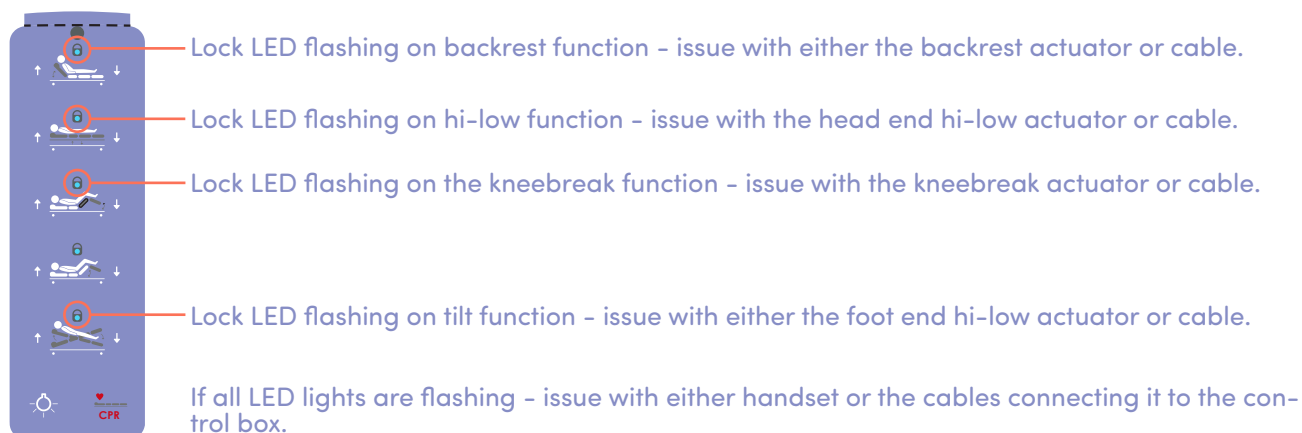 Lock LED flashing on backrest function - issue with either the backrest actuator or cable.
Lock LED flashing on hi-low function - issue with the head end hi-low actuator or cable.
Lock LED flashing on the kneebreak function - issue with the kneebreak actuator or cable.
Lock LED flashing on tilt function - issue with either the foot end hi-low actuator or cable.
CPR
If all LED lights are flashing - issue with either handset or the cables connecting it to the con-
trol box.